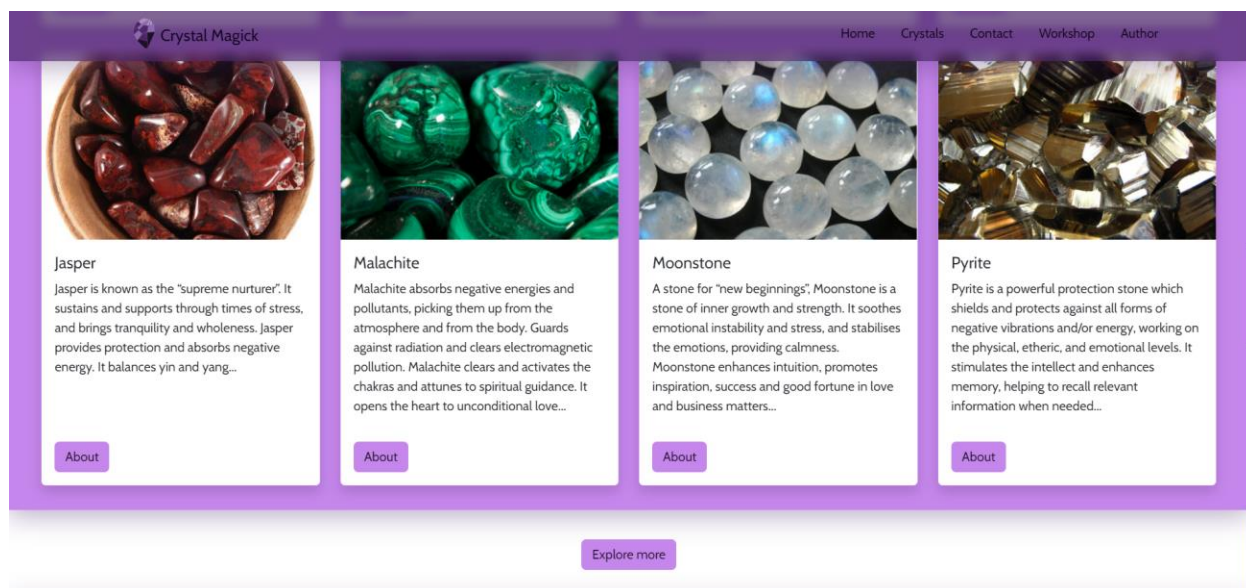 Crystal Magick
Home Crystals Contact Workshop Author
Jasper
Jasper is known as the “supreme nurturer”. It
sustains and supports through times of stress,
and brings tranquility and wholeness. Jasper
provides protection and absorbs negative
energy. It balances yin and yang...
About
Malachite
Malachite absorbs negative energies and
pollutants, picking them up from the
atmosphere and from the body. Guards
against radiation and clears electromagnetic
pollution. Malachite clears and activates the
chakras and attunes to spiritual guidance. It
opens the heart to unconditional love...
About
Moonstone
A stone for “new beginnings”, Moonstone is a
stone of inner growth and strength. It soothes
emotional instability and stress, and stabilises
the emotions, providing calmness.
Moonstone enhances intuition, promotes
inspiration, success and good fortune in love
and business matters...
About
Pyrite
Pyrite is a powerful protection stone which
shields and protects against all forms of
negative vibrations and/or energy, working on
the physical, etheric, and emotional levels. It
stimulates the intellect and enhances
memory, helping to recall relevant
information when needed...
About
Explore more